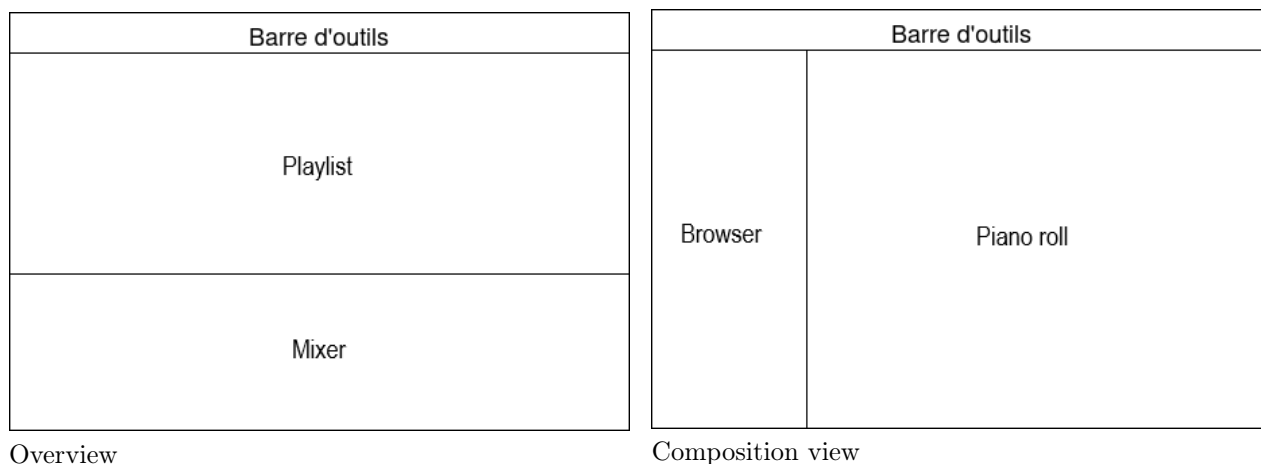 Barre d'outils
Playlist
Mixer
Overview
Barre d'outils
Browser
Piano roll
Composition view